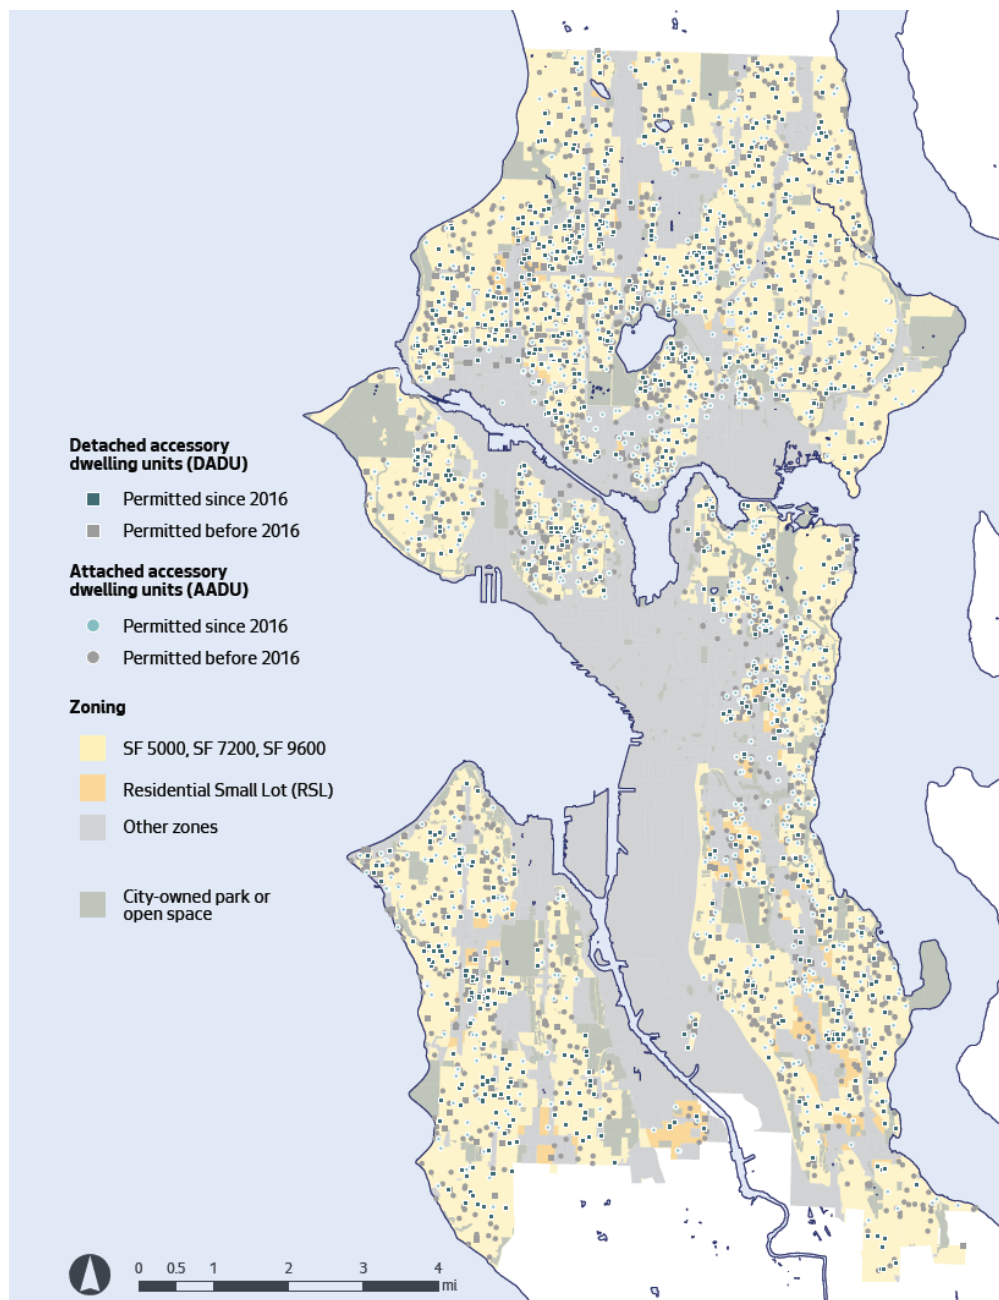 Detached accessory
dwelling units (DADU)
Permitted since 2016
Permitted before 2016
Attached accessory
dwelling units (AADU)
Permitted since 2016
Permitted before 2016
Zoning
SF 5000, SF 7200, SF 9600
Residential Small Lot (RSL)
Other zones
City-owned park or
open space
0 0.5 1 2 3 4
mi